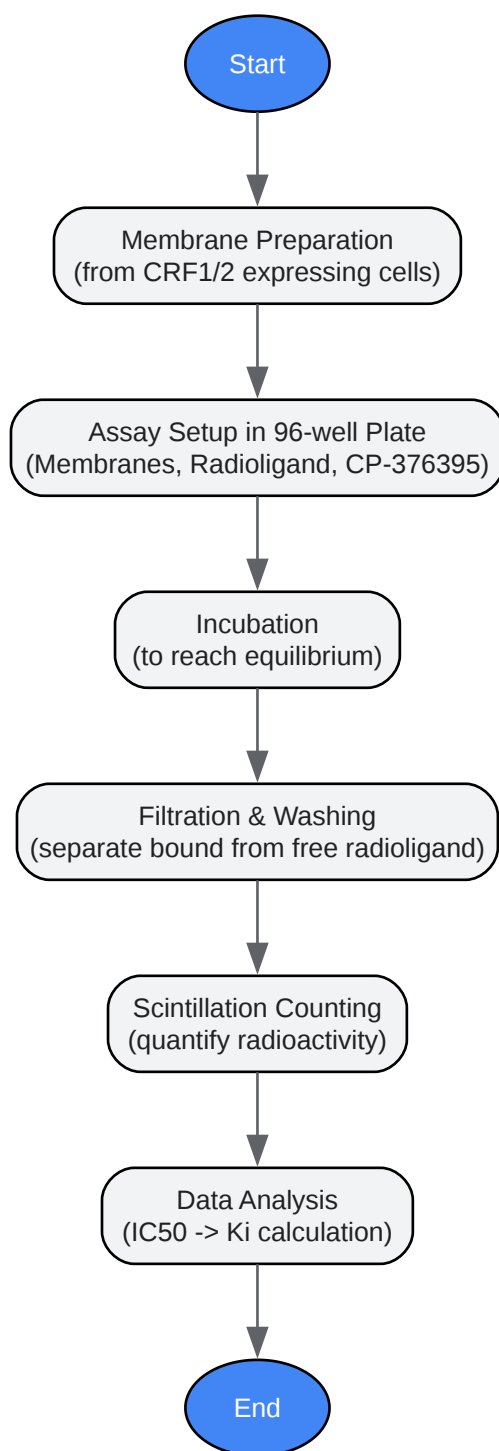 Start
Membrane Preparation
(from CRF1/2 expressing cells)
Assay Setup in 96-well Plate
(Membranes, Radioligand, CP-376395)
Incubation
(to reach equilibrium)
Filtration & Washing
(separate bound from free radioligand)
Scintillation Counting
(quantify radioactivity)
Data Analysis
(IC50 -> Ki calculation)
End